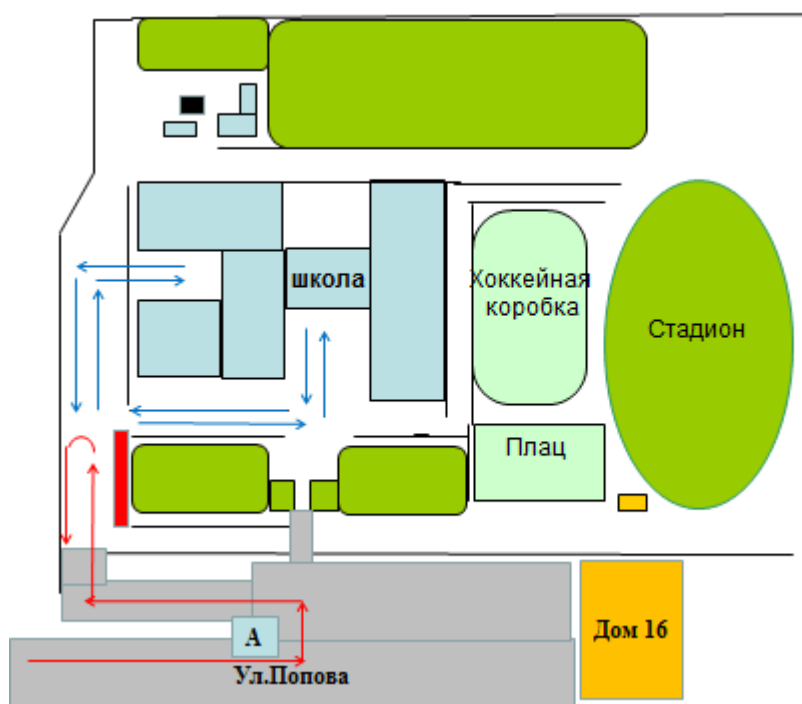 школа
Хоккейная
коробка
Стадион
Плац
А
Ул.Попова
Дом 16